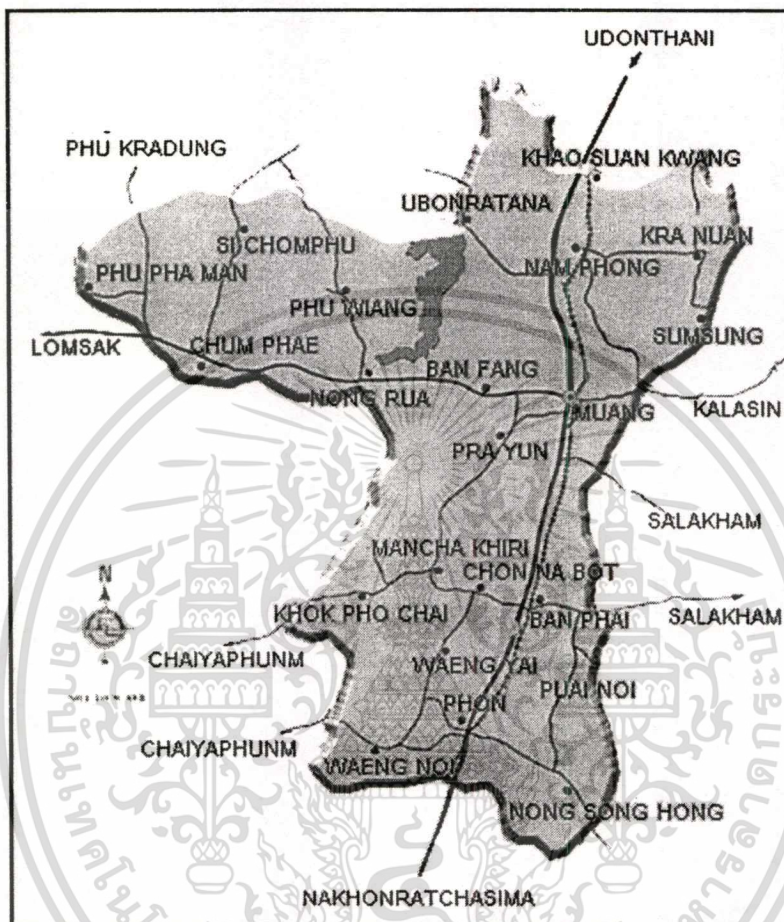 UDONTHANI
PHU KRADUNG
KHAO SUAN KWANG
UBONRATANA
SI CHOMPHU
KRA NUAN
NAM PHONG
PHU PHA MAN
PHU WIANG
SUMSUNG
LOMSAK
CHUM PHAE
BAN FANG
NONG RUA
MUANG
KALASIN
PRA YUN
SALAKHAM
MANCHA KHIRI
N
CHON NA BOT
KHOK PHO CHAI
BAN PHAI
SALAKHAM
CHAIYAPHUNM
WAENG YAI
PUAI NOI
PHON
CHAIYAPHUNM
WAENG NOI
NONG SONG HONG
NAKHONRATCHASIMA